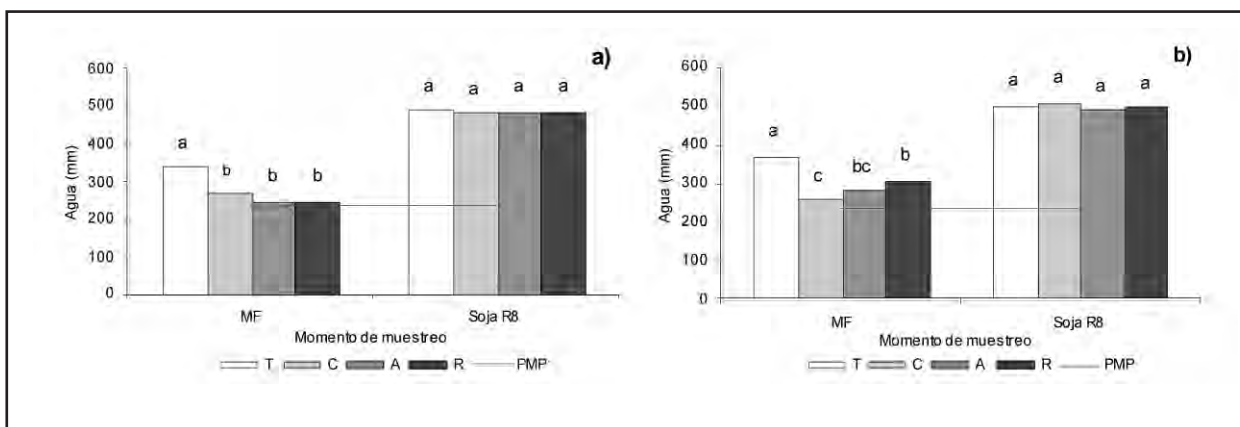 a)
600
500
400
300
200
100
0
Agua (mm)
a
b
b
b
a
a
a
a
MF
Soja R8
Momento de muestreo
T C A R PMP
b)
600
500
400
300
200
100
0
Agua (mm)
a
c
bc
b
a
a
a
a
MF
Soja R8
Momento de muestreo
T C A R PMP